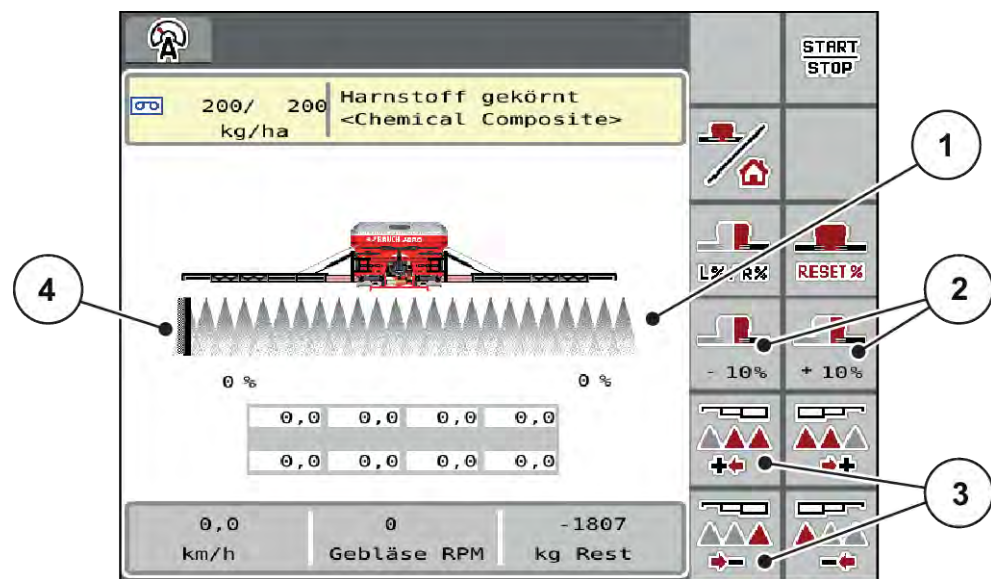 A
START
STOP
200/ 200
kg/ha
Harnstoff gekörnt
<Chemical Composite>
1
L% / R%
RESET %
4
2
- 10%
+ 10%
0 %
0 %
0,0 0,0 0,0 0,0
0,0 0,0 0,0 0,0
3
0,0
km/h
0
Gebläse RPM
-1807
kg Rest